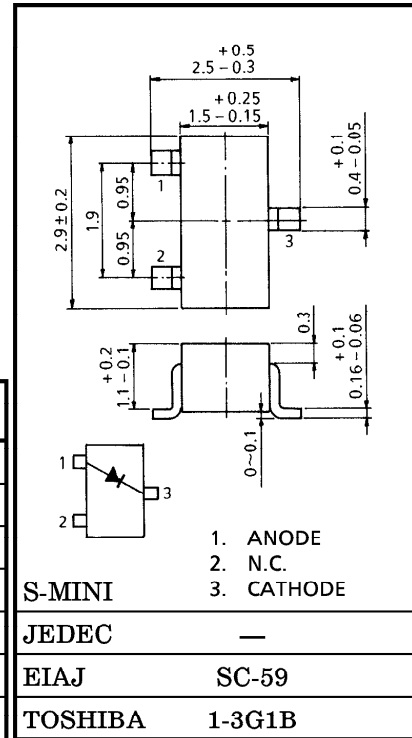 +0.5
2.5 – 0.3
+0.25
1.5 – 0.15
+0.1
0.4 – 0.05
2.9 ± 0.2
1.9
0.95
0.95
1
2
3
+0.2
1.1 – 0.1
0.3
+0.1
0.16 – 0.06
0~0.1
1
2
3
1. ANODE
2. N.C.
3. CATHODE
S-MINI
JEDEC —
EIAJ SC-59
TOSHIBA 1-3G1B